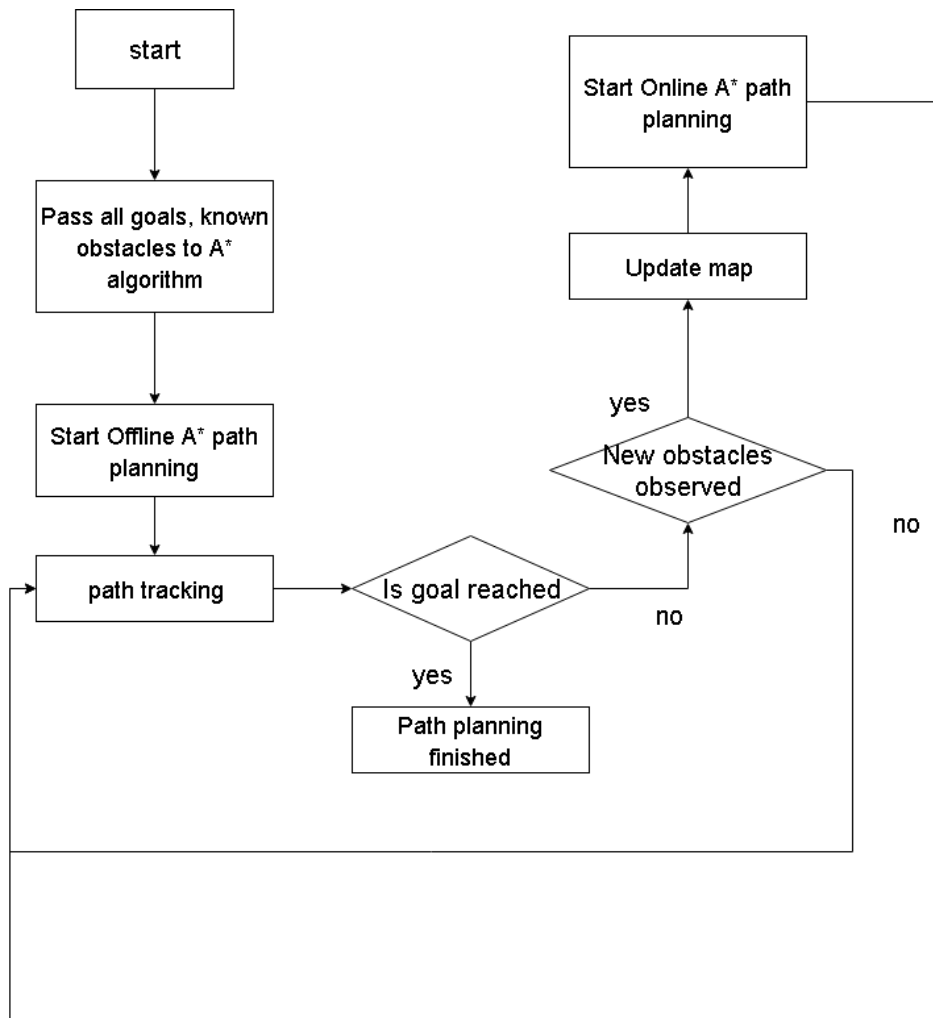 start
Pass all goals, known
obstacles to A*
algorithm
Start Offline A* path
planning
path tracking
Is goal reached
yes
Path planning
finished
no
New obstacles
observed
yes
no
Update map
Start Online A* path
planning